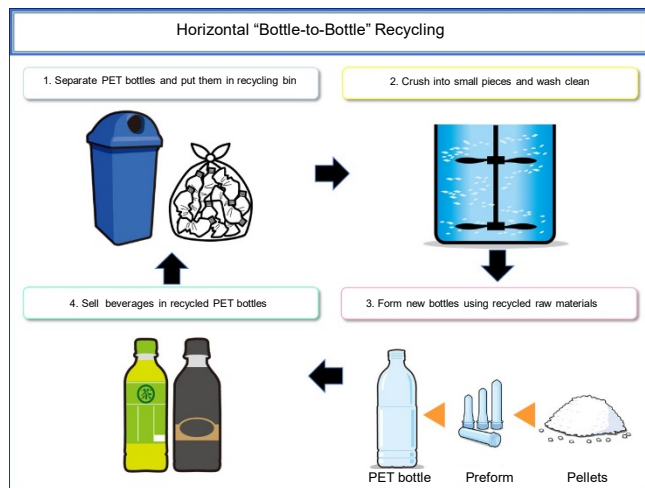 Horizontal “Bottle-to-Bottle” Recycling
1. Separate PET bottles and put them in recycling bin
2. Crush into small pieces and wash clean
4. Sell beverages in recycled PET bottles
3. Form new bottles using recycled raw materials
茶
PET bottle
Preform
Pellets